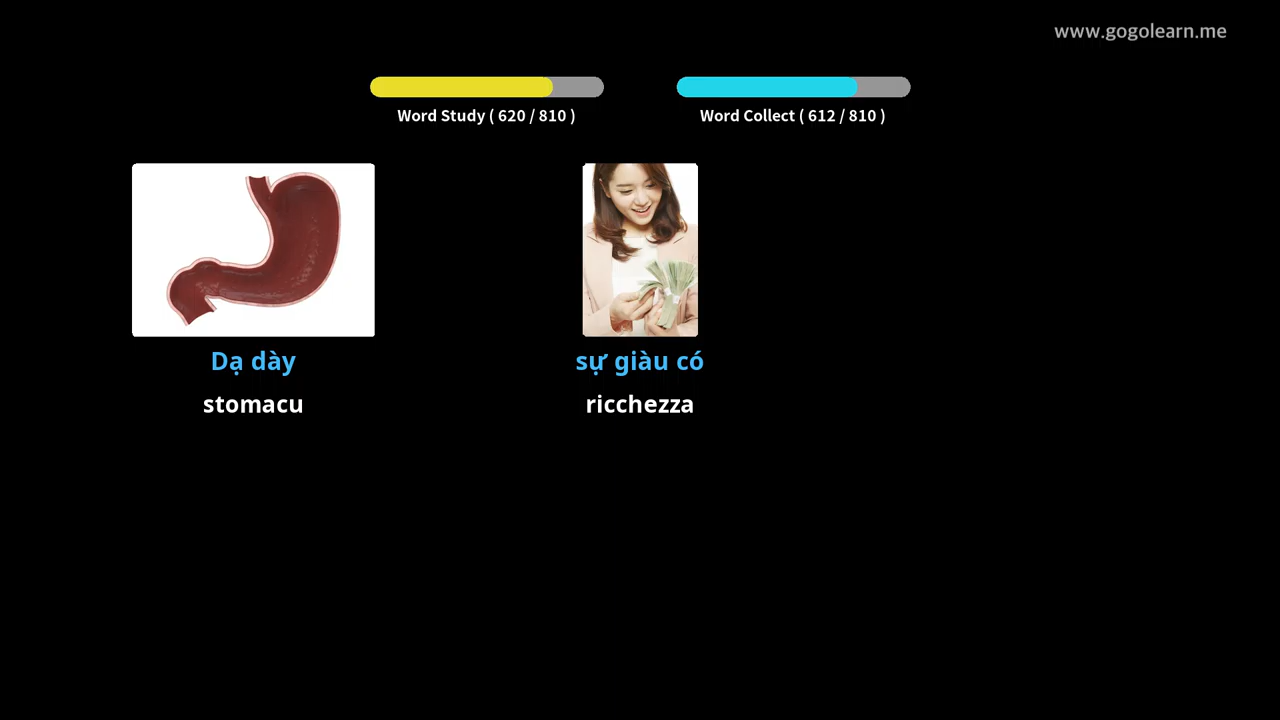 www.gogolearn.me
Word Study ( 620 / 810 )
Word Collect ( 612 / 810 )
Dạ dày
stomacu
sự giàu có
ricchezza